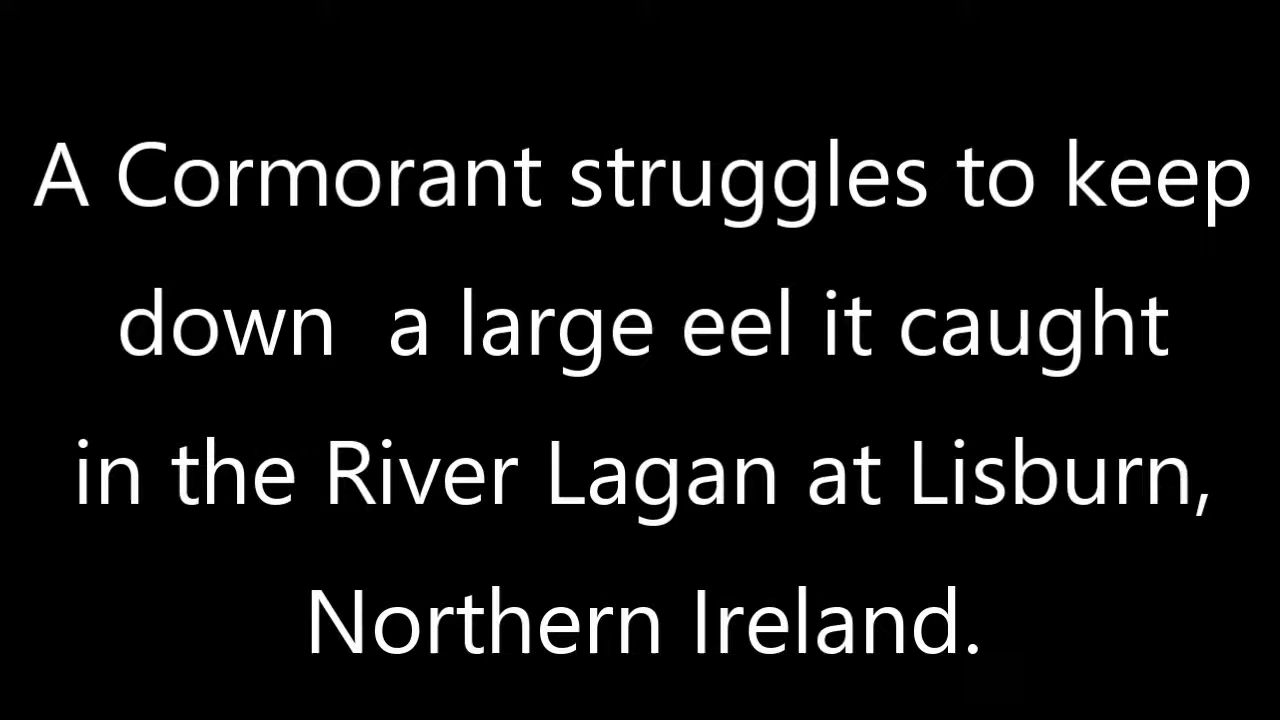 A Cormorant struggles to keep
down  a large eel it caught
in the River Lagan at Lisburn,
Northern Ireland.